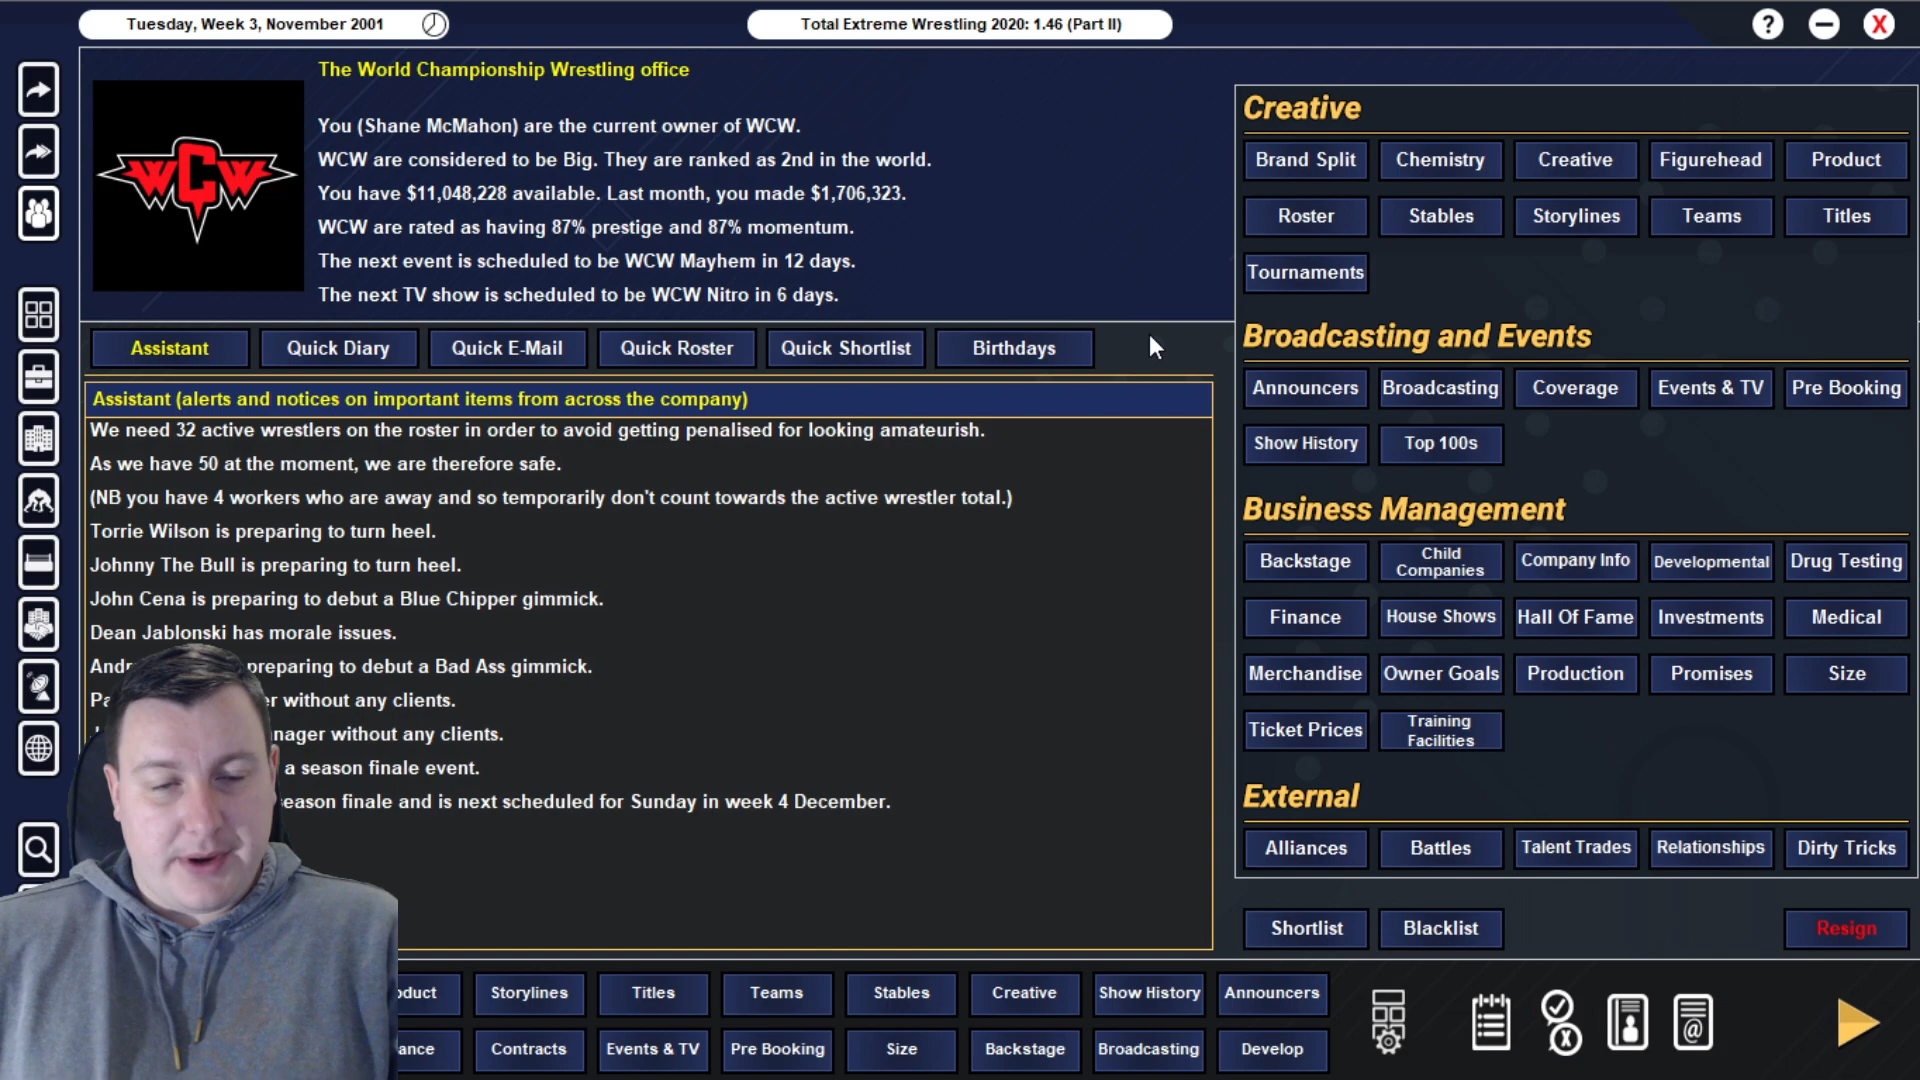 Tuesday, Week 3, November 2001
Total Extreme Wrestling 2020: 1.46 (Part II)
?
X
The World Championship Wrestling office
WCW
You (Shane McMahon) are the current owner of WCW.
WCW are considered to be Big. They are ranked as 2nd in the world.
You have $11,048,228 available. Last month, you made $1,706,323.
WCW are rated as having 87% prestige and 87% momentum.
The next event is scheduled to be WCW Mayhem in 12 days.
The next TV show is scheduled to be WCW Nitro in 6 days.
Assistant Quick Diary Quick E-Mail Quick Roster Quick Shortlist Birthdays
Assistant (alerts and notices on important items from across the company)
We need 32 active wrestlers on the roster in order to avoid getting penalised for looking amateurish.
As we have 50 at the moment, we are therefore safe.
(NB you have 4 workers who are away and so temporarily don't count towards the active wrestler total.)
Torrie Wilson is preparing to turn heel.
Johnny The Bull is preparing to turn heel.
John Cena is preparing to debut a Blue Chipper gimmick.
Dean Jablonski has morale issues.
preparing to debut a Bad Ass gimmick.
without any clients.
without any clients.
a season finale event.
season finale and is next scheduled for Sunday in week 4 December.
Creative
Brand Split Chemistry Creative Figurehead Product
Roster Stables Storylines Teams Titles
Tournaments
Broadcasting and Events
Announcers Broadcasting Coverage Events & TV Pre Booking
Show History Top 100s
Business Management
Backstage Child Companies Company Info Developmental Drug Testing
Finance House Shows Hall Of Fame Investments Medical
Merchandise Owner Goals Production Promises Size
Ticket Prices Training Facilities
External
Alliances Battles Talent Trades Relationships Dirty Tricks
Shortlist Blacklist Resign
Storylines Titles Teams Stables Creative Show History Announcers
Contracts Events & TV Pre Booking Size Backstage Broadcasting Develop